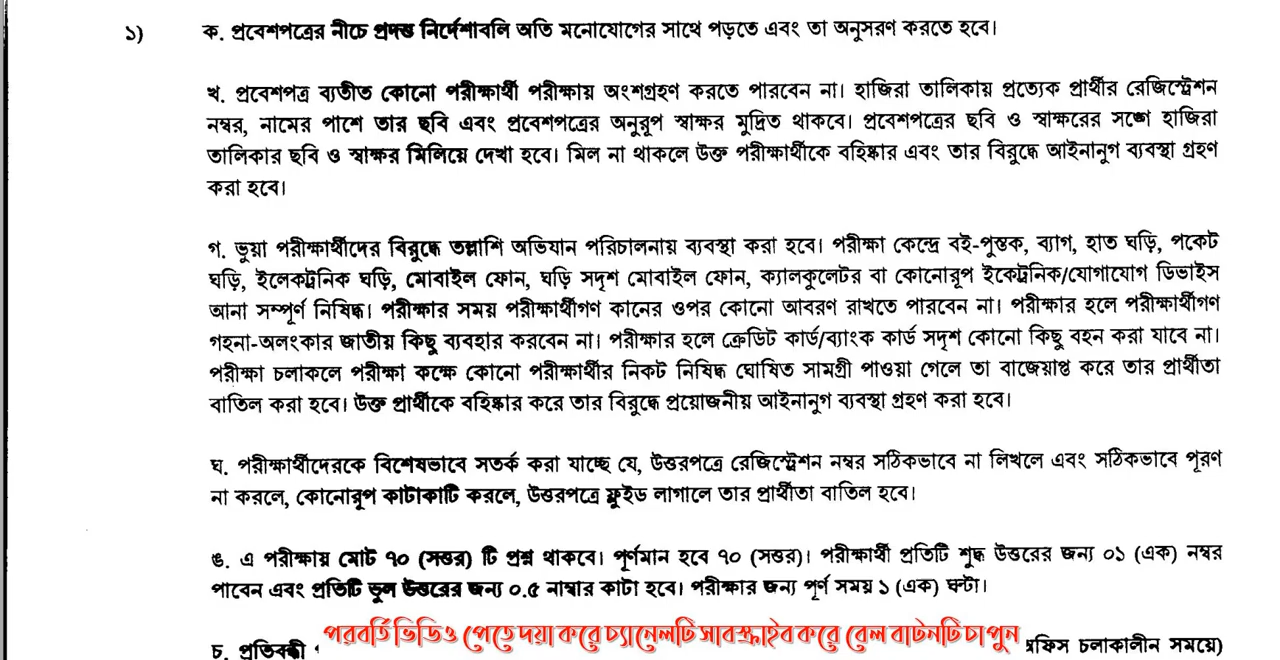 ১) ক. প্রবেশপত্রের নীচে প্রদত্ত নির্দেশাবলি অতি মনোযোগের সাথে পড়তে এবং তা অনুসরণ করতে হবে।
খ. প্রবেশপত্র ব্যতীত কোনো পরীক্ষার্থী পরীক্ষায় অংশগ্রহণ করতে পারবেন না। হাজিরা তালিকায় প্রত্যেক প্রার্থীর রেজিস্ট্রেশন
নম্বর, নামের পাশে তার ছবি এবং প্রবেশপত্রের অনুরূপ স্বাক্ষর মুদ্রিত থাকবে। প্রবেশপত্রের ছবি ও স্বাক্ষরের সঙ্গে হাজিরা
তালিকার ছবি ও স্বাক্ষর মিলিয়ে দেখা হবে। মিল না থাকলে উক্ত পরীক্ষার্থীকে বহিষ্কার এবং তার বিরুদ্ধে আইনানুগ ব্যবস্থা গ্রহণ
করা হবে।
গ. ভুয়া পরীক্ষার্থীদের বিরুদ্ধে তল্লাশি অভিযান পরিচালনায় ব্যবস্থা করা হবে। পরীক্ষা কেন্দ্রে বই-পুস্তক, ব্যাগ, হাত ঘড়ি, পকেট
ঘড়ি, ইলেকট্রনিক ঘড়ি, মোবাইল ফোন, ঘড়ি সদৃশ মোবাইল ফোন, ক্যালকুলেটর বা কোনোরূপ ইকেট্রনিক/যোগাযোগ ডিভাইস
আনা সম্পূর্ণ নিষিদ্ধ। পরীক্ষার সময় পরীক্ষার্থীগণ কানের ওপর কোনো আবরণ রাখতে পারবেন না। পরীক্ষার হলে পরীক্ষার্থীগণ
গহনা-অলংকার জাতীয় কিছু ব্যবহার করবেন না। পরীক্ষার হলে ক্রেডিট কার্ড/ব্যাংক কার্ড সদৃশ কোনো কিছু বহন করা যাবে না।
পরীক্ষা চলাকলে পরীক্ষা কক্ষে কোনো পরীক্ষার্থীর নিকট নিষিদ্ধ ঘোষিত সামগ্রী পাওয়া গেলে তা বাজেয়াপ্ত করে তার প্রার্থীতা
বাতিল করা হবে। উক্ত প্রার্থীকে বহিষ্কার করে তার বিরুদ্ধে প্রয়োজনীয় আইনানুগ ব্যবস্থা গ্রহণ করা হবে।
ঘ. পরীক্ষার্থীদেরকে বিশেষভাবে সতর্ক করা যাচ্ছে যে, উত্তরপত্রে রেজিস্ট্রেশন নম্বর সঠিকভাবে না লিখলে এবং সঠিকভাবে পূরণ
না করলে, কোনোরূপ কাটাকাটি করলে, উত্তরপত্রে ফ্লুইড লাগালে তার প্রার্থীতা বাতিল হবে।
ঙ. এ পরীক্ষায় মোট ৭০ (সত্তর) টি প্রশ্ন থাকবে। পূর্ণমান হবে ৭০ (সত্তর)। পরীক্ষার্থী প্রতিটি শুদ্ধ উত্তরের জন্য ০১ (এক) নম্বর
পাবেন এবং প্রতিটি ভুল উত্তরের জন্য ০.৫ নাম্বার কাটা হবে। পরীক্ষার জন্য পূর্ণ সময় ১ (এক) ঘন্টা।
পরবর্তি ভিডিও পেতে দয়া করে চ্যানেলটি সাবস্ক্রাইব করে বেল বাটনটি চাপুন
চ. প্রতিবন্ধী চলাকালীন সময়ে)